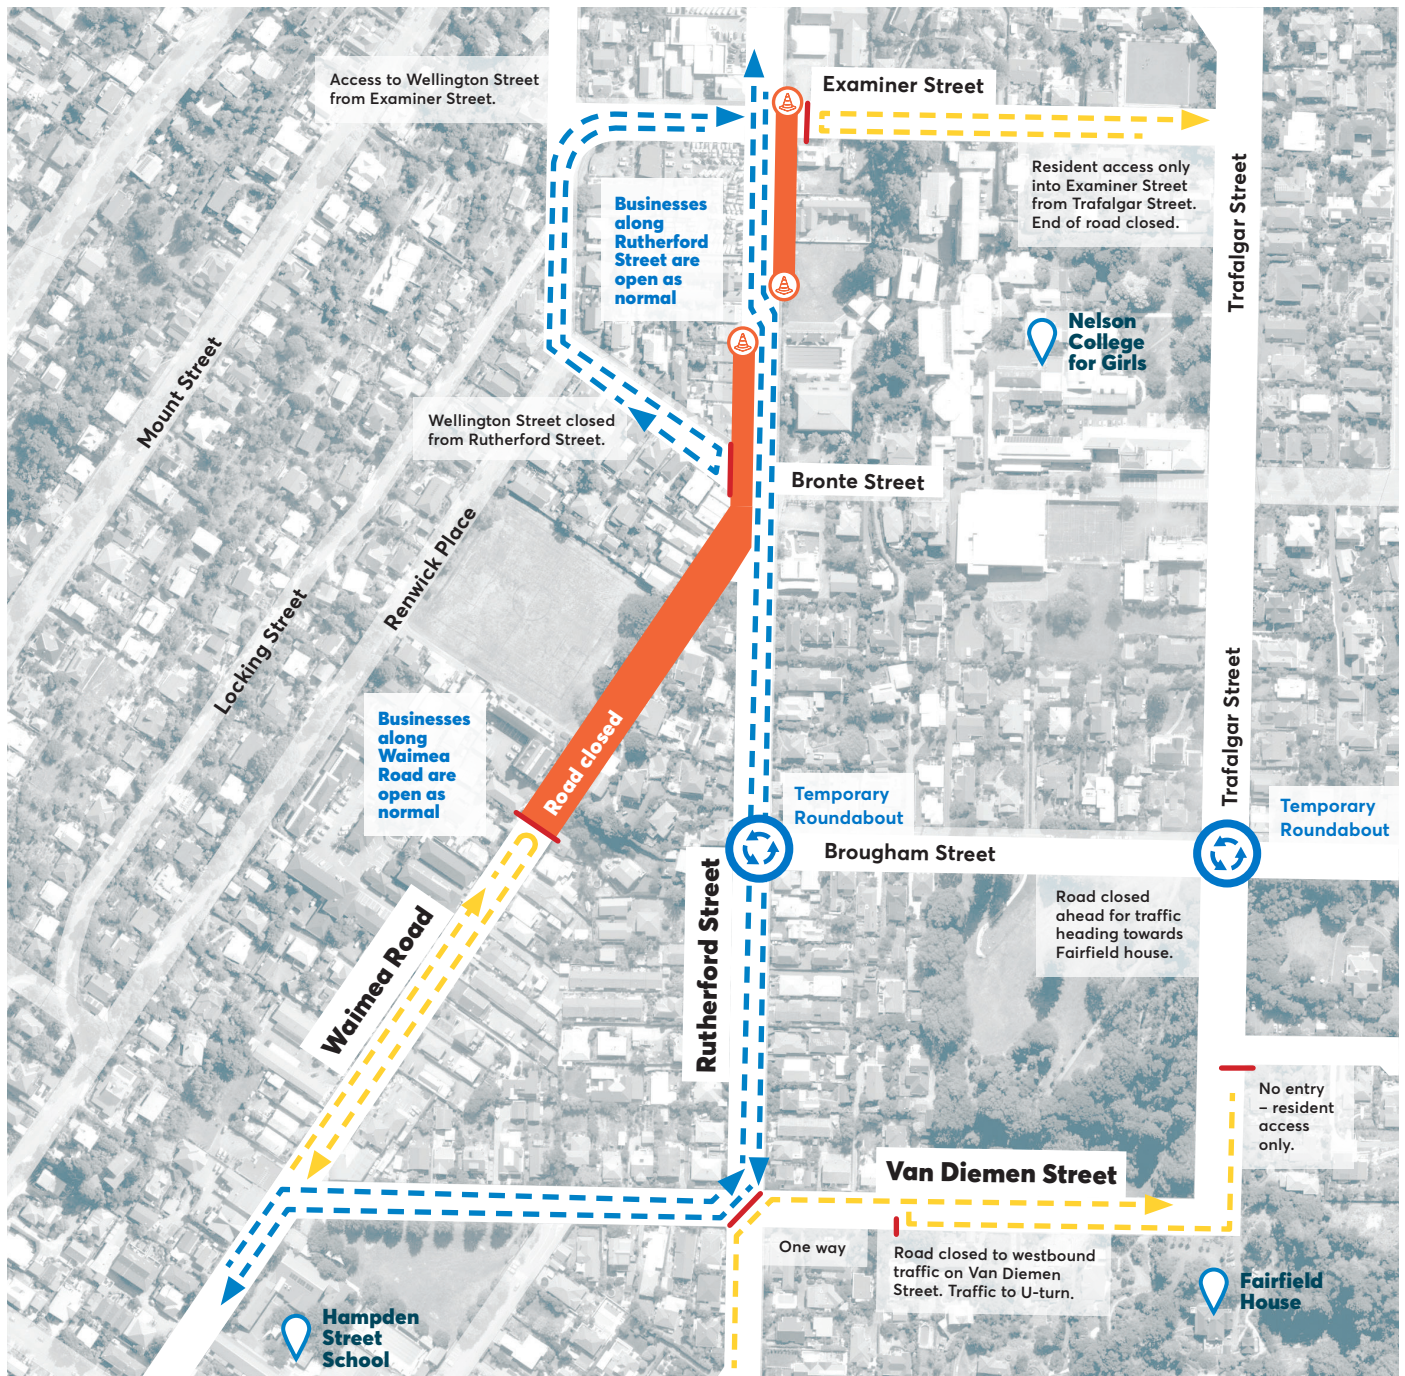 Access to Wellington Street
from Examiner Street.
Examiner Street
Resident access only
into Examiner Street
from Trafalgar Street.
End of road closed.
Trafalgar Street
Businesses
along
Rutherford
Street are
open as
normal
Nelson
College
for Girls
Mount Street
Wellington Street closed
from Rutherford Street.
Bronte Street
Renwick Place
Locking Street
Trafalgar Street
Businesses
along
Waimea
Road are
open as
normal
Road closed
Temporary
Roundabout
Temporary
Roundabout
Brougham Street
Rutherford Street
Waimea Road
Road closed
ahead for traffic
heading towards
Fairfield house.
No entry
– resident
access
only.
Van Diemen Street
One way
Road closed to westbound
traffic on Van Diemen
Street. Traffic to U-turn.
Fairfield
House
Hampden
Street
School